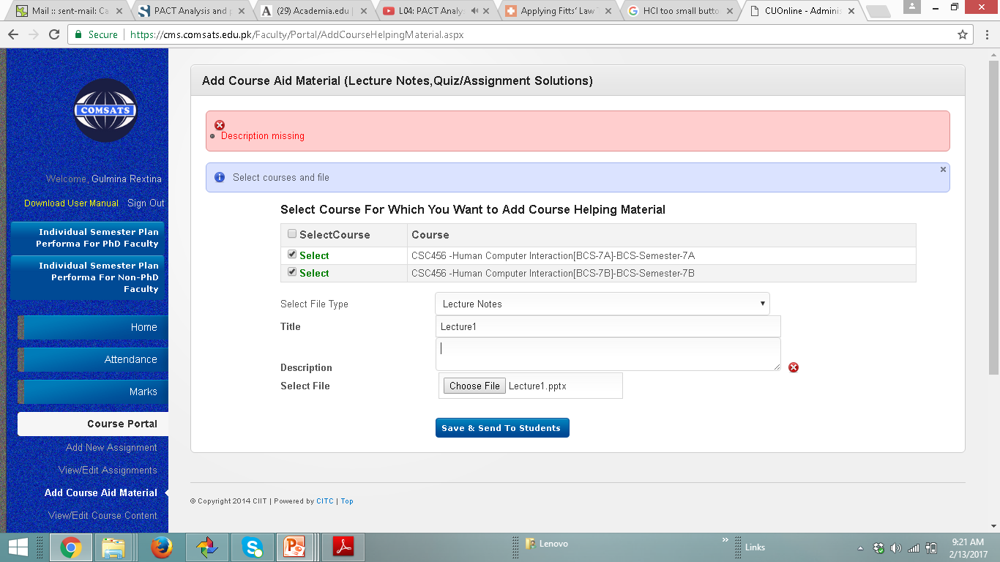 Mail :: sent-mail: Ca
PACT Analysis and p
(29) Academia.edu |
L04: PACT Analys
Applying Fitts' Law
HCI too small butto
CUOnline - Adminis
Secure
https://cms.comsats.edu.pk/Faculty/Portal/AddCourseHelpingMaterial.aspx
COMSATS
Welcome, Gulmina Rextina
Download User Manual Sign Out
Individual Semester Plan
Performa For PhD Faculty
Individual Semester Plan
Performa For Non-PhD
Faculty
Home
Attendance
Marks
Course Portal
Add New Assignment
View/Edit Assignments
Add Course Aid Material
View/Edit Course Content
Add Course Aid Material (Lecture Notes,Quiz/Assignment Solutions)
Description missing
Select courses and file
Select Course For Which You Want to Add Course Helping Material
SelectCourse Course
Select CSC456 -Human Computer Interaction[BCS-7A]-BCS-Semester-7A
Select CSC456 -Human Computer Interaction[BCS-7B]-BCS-Semester-7B
Select File Type Lecture Notes
Title Lecture1
Description
Select File Choose File Lecture1.pptx
Save & Send To Students
© Copyright 2014 CIIT | Powered by CITC | Top
Lenovo
Links
9:21 AM
2/13/2017